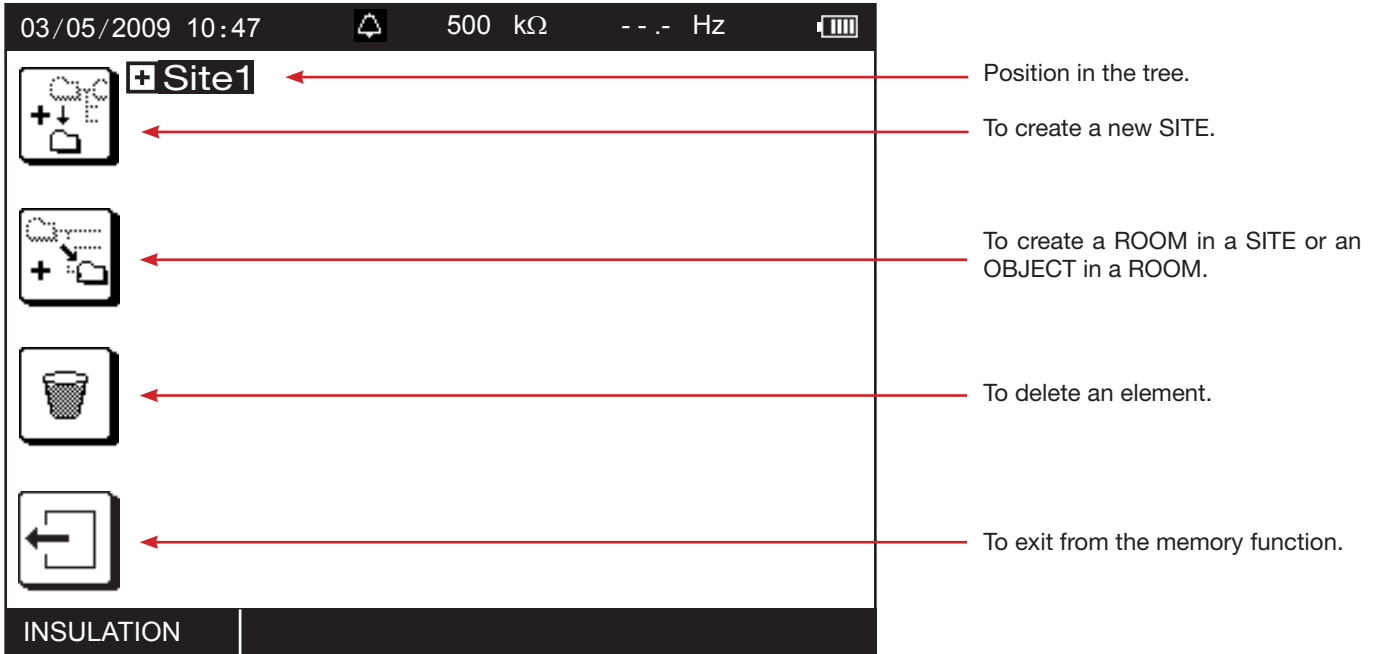 03/05/2009 10:47 500 kΩ - - .- Hz
+ Site1
Position in the tree.
To create a new SITE.
To create a ROOM in a SITE or an
OBJECT in a ROOM.
To delete an element.
To exit from the memory function.
INSULATION